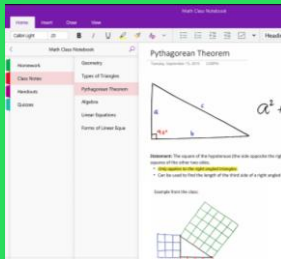 Math Class Notebook
Home Insert Draw View
Calibri Light 20 B I U
Math Class Notebook
Homework
Class Notes
Handouts
Quizzes
Geometry
Types of Triangles
Pythagorean Theorem
Algebra
Linear Equations
Forms of Linear Equa
Pythagorean Theorem
a
c
b
90°
a² +
Statement: The square of the hypotenuse (the side opposite the righ
squares of the other two sides.
Only applies to the right angled triangles
Can be used to find the length of the third side of a right angled
Example from the class: